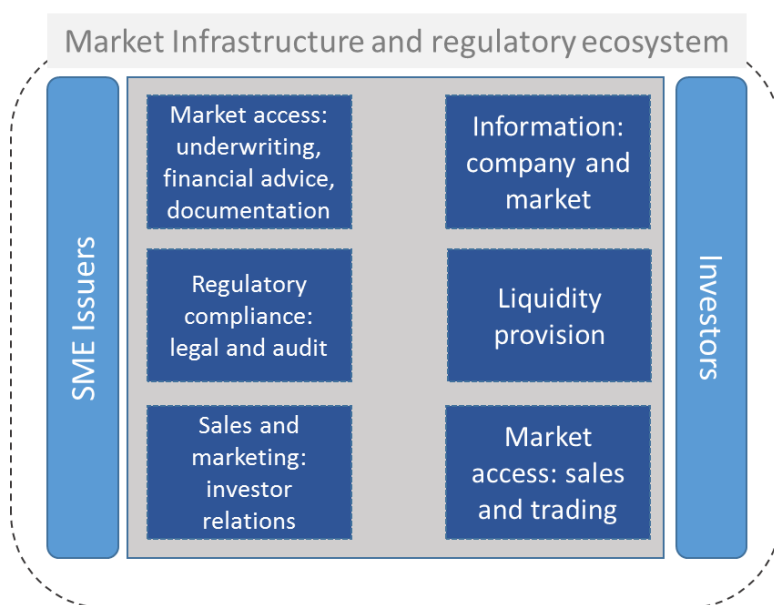 Market Infrastructure and regulatory ecosystem
SME Issuers
Market access:
underwriting,
financial advice,
documentation
Regulatory
compliance:
legal and audit
Sales and
marketing:
investor
relations
Information:
company and
market
Liquidity
provision
Market
access: sales
and trading
Investors